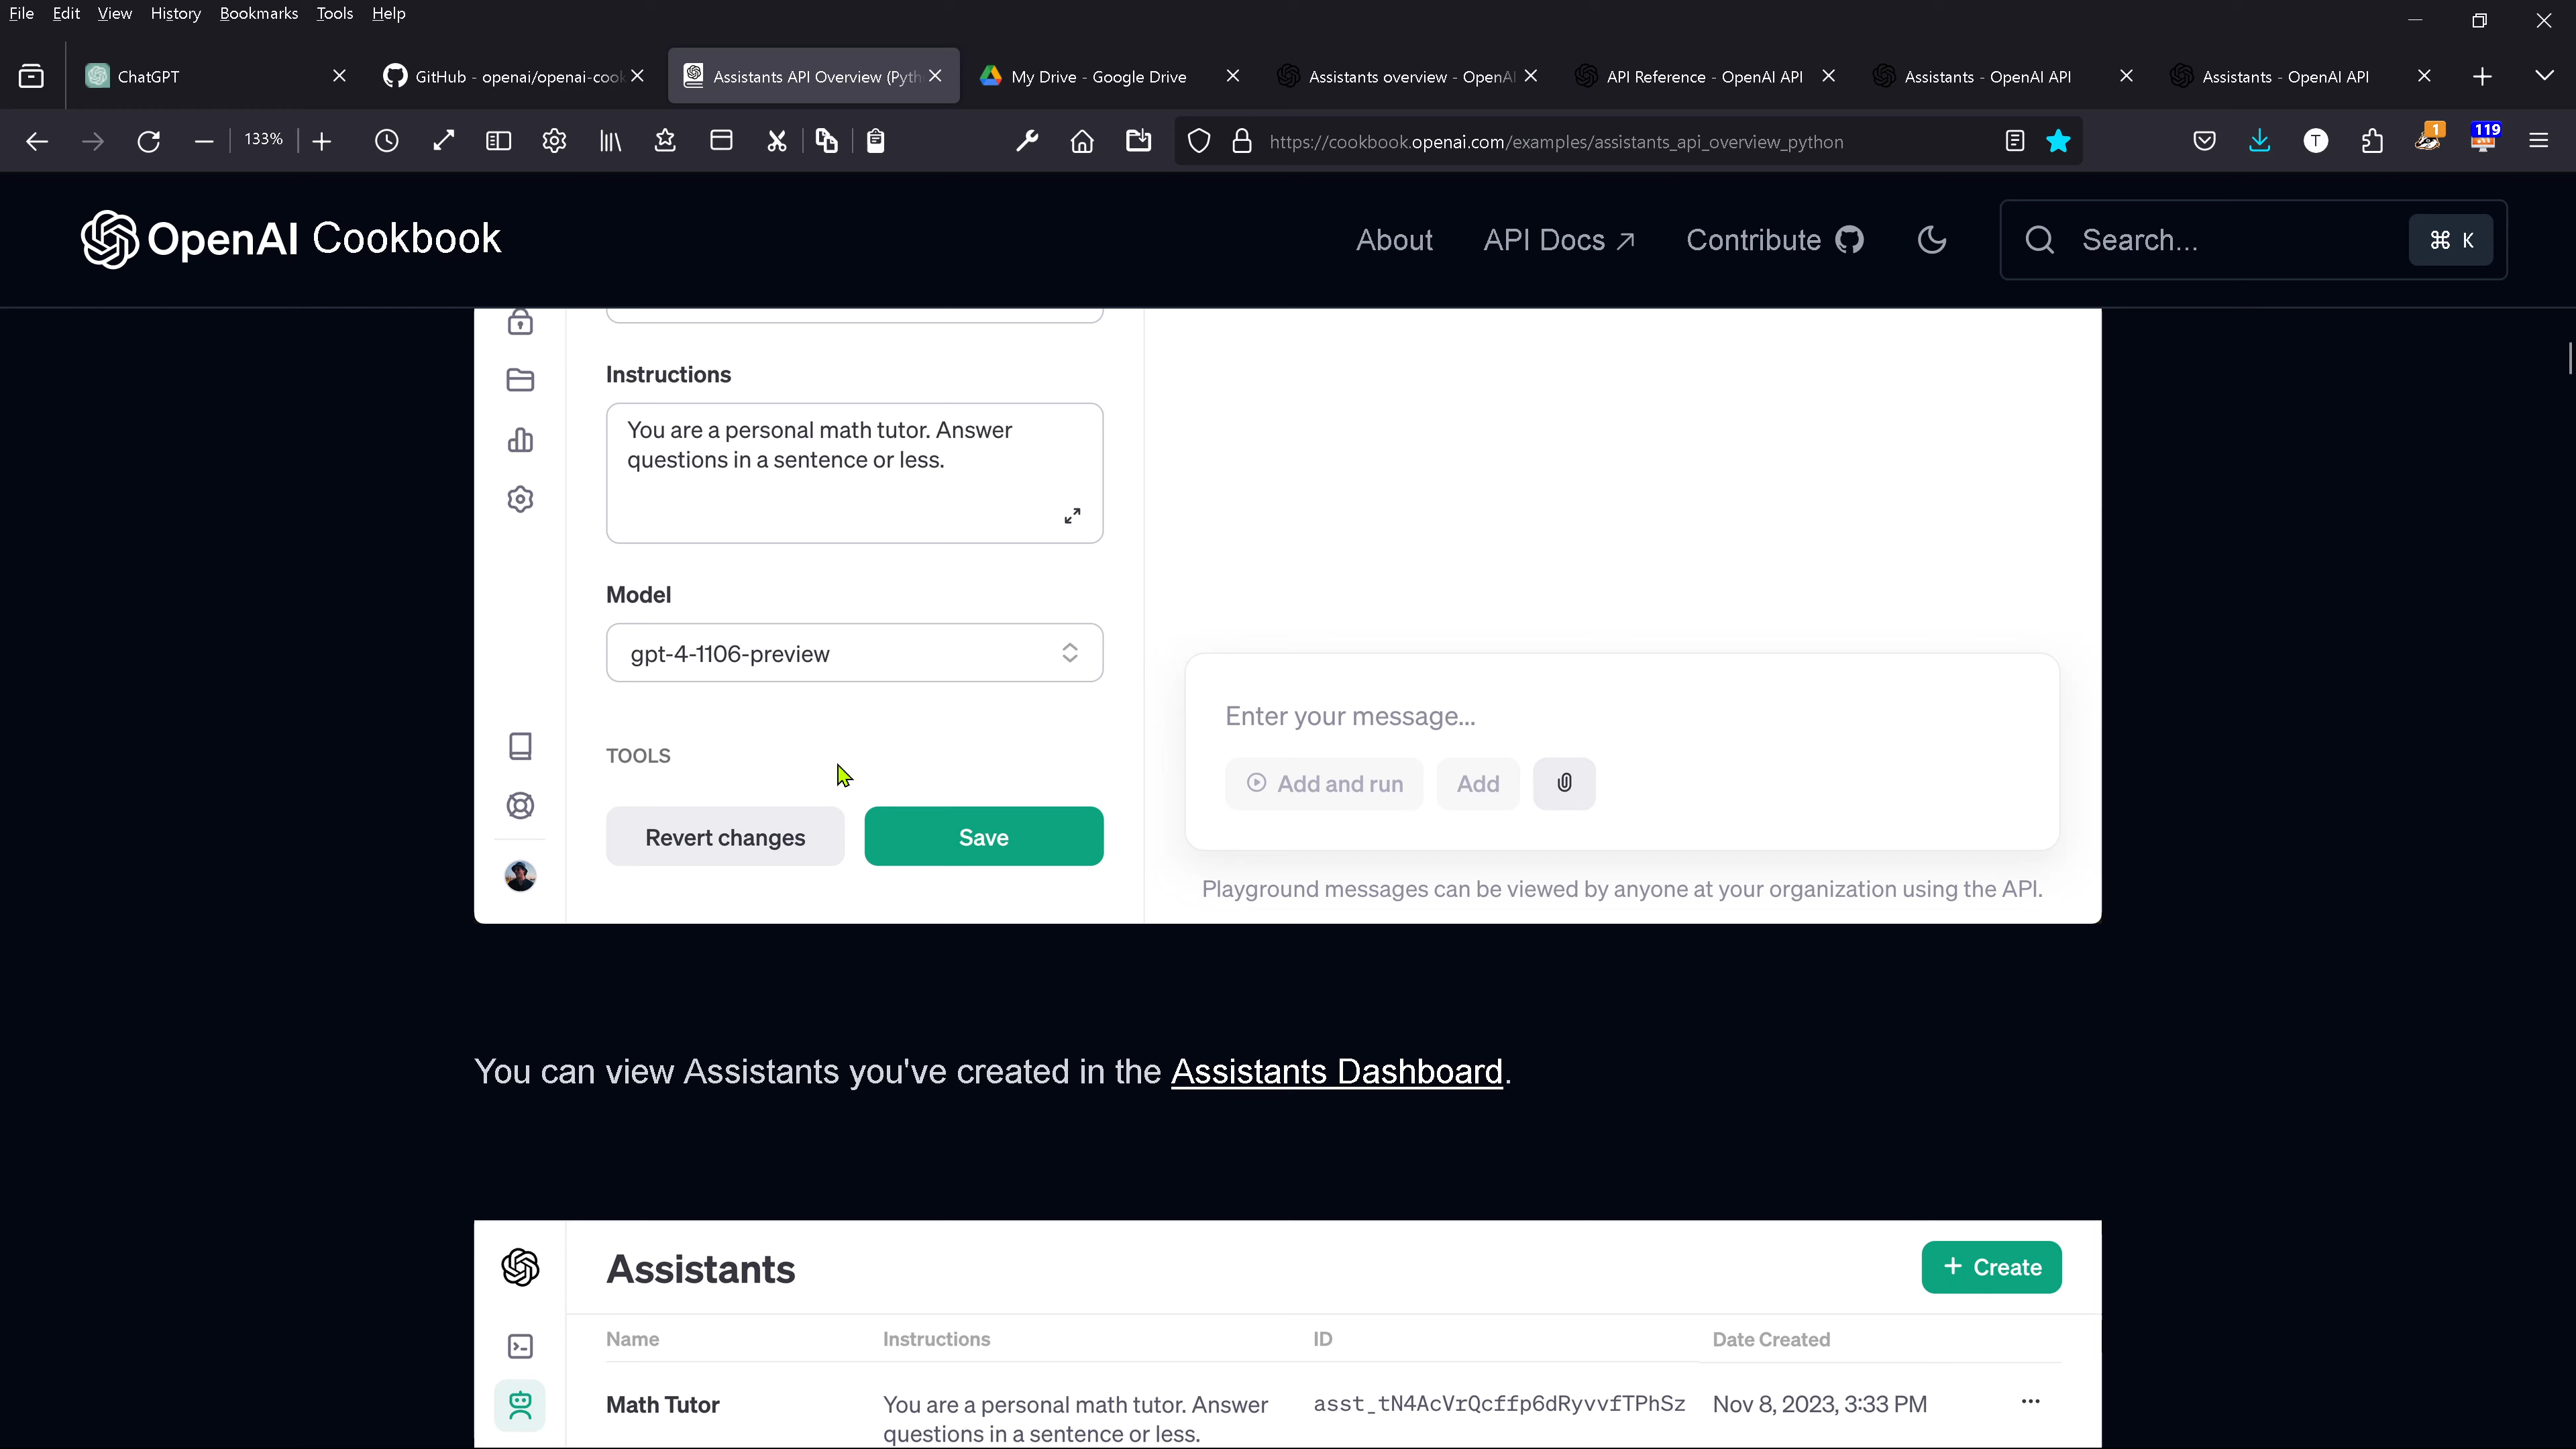 File Edit View History Bookmarks Tools Help
ChatGPT
GitHub - openai/openai-cook
Assistants API Overview (Pyth
My Drive - Google Drive
Assistants overview - OpenAI
API Reference - OpenAI API
Assistants - OpenAI API
Assistants - OpenAI API
133%
https://cookbook.openai.com/examples/assistants_api_overview_python
T
1
119
OpenAI Cookbook
About
API Docs ↗
Contribute
Search...
⌘ K
Instructions
You are a personal math tutor. Answer
questions in a sentence or less.
Model
gpt-4-1106-preview
Enter your message...
TOOLS
Add and run
Add
Revert changes
Save
Playground messages can be viewed by anyone at your organization using the API.
You can view Assistants you've created in the Assistants Dashboard.
Assistants
+ Create
Name Instructions ID Date Created
Math Tutor You are a personal math tutor. Answer asst_tN4AcVrQcffp6dRyvvfTPhSz Nov 8, 2023, 3:33 PM ...
questions in a sentence or less.